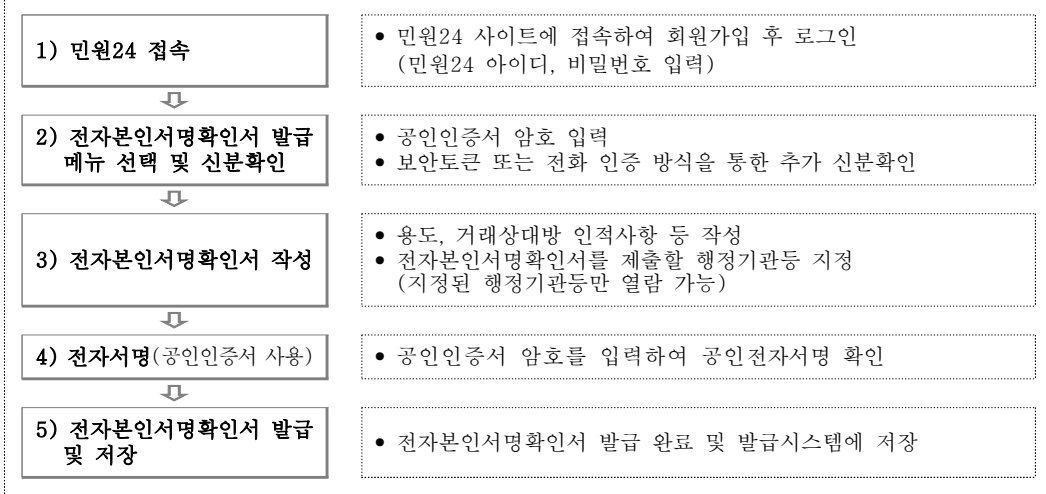 1) 민원24 접속
• 민원24 사이트에 접속하여 회원가입 후 로그인
(민원24 아이디, 비밀번호 입력)
2) 전자본인서명확인서 발급
메뉴 선택 및 신분확인
• 공인인증서 암호 입력
• 보안토큰 또는 전화 인증 방식을 통한 추가 신분확인
3) 전자본인서명확인서 작성
• 용도, 거래상대방 인적사항 등 작성
• 전자본인서명확인서를 제출할 행정기관등 지정
(지정된 행정기관등만 열람 가능)
4) 전자서명(공인인증서 사용)
• 공인인증서 암호를 입력하여 공인전자서명 확인
5) 전자본인서명확인서 발급
및 저장
• 전자본인서명확인서 발급 완료 및 발급시스템에 저장